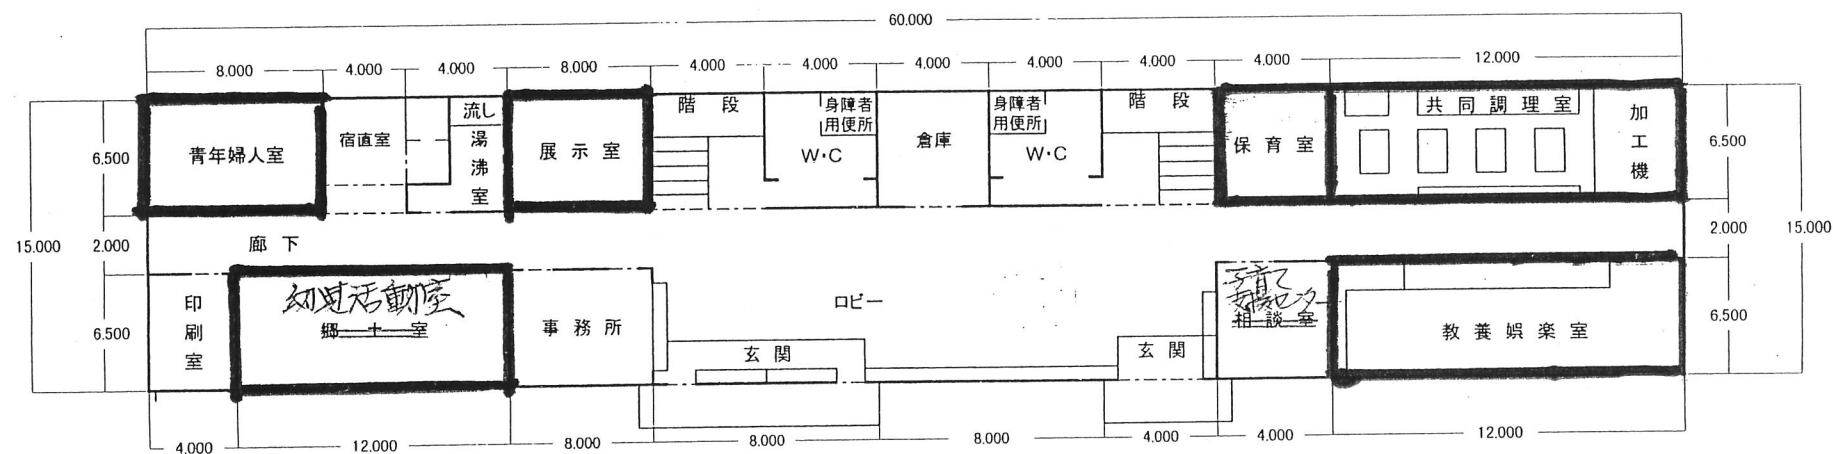 60.000
8.000 4.000 4.000 8.000 4.000 4.000 4.000 4.000 4.000 4.000 12.000
青年婦人室
宿直室
流し
湯沸室
展示室
階段
身障者
用便所
W・C
倉庫
身障者
用便所
W・C
階段
保育室
共同調理室
加工機
6.500
6.500
15.000
2.000
廊下
2.000
15.000
印刷室
幼児活動室
郷土室
事務所
ロビー
玄関
玄関
子育て
支援センター
相談室
教養娯楽室
6.500
6.500
4.000 12.000 8.000 8.000 8.000 4.000 4.000 12.000